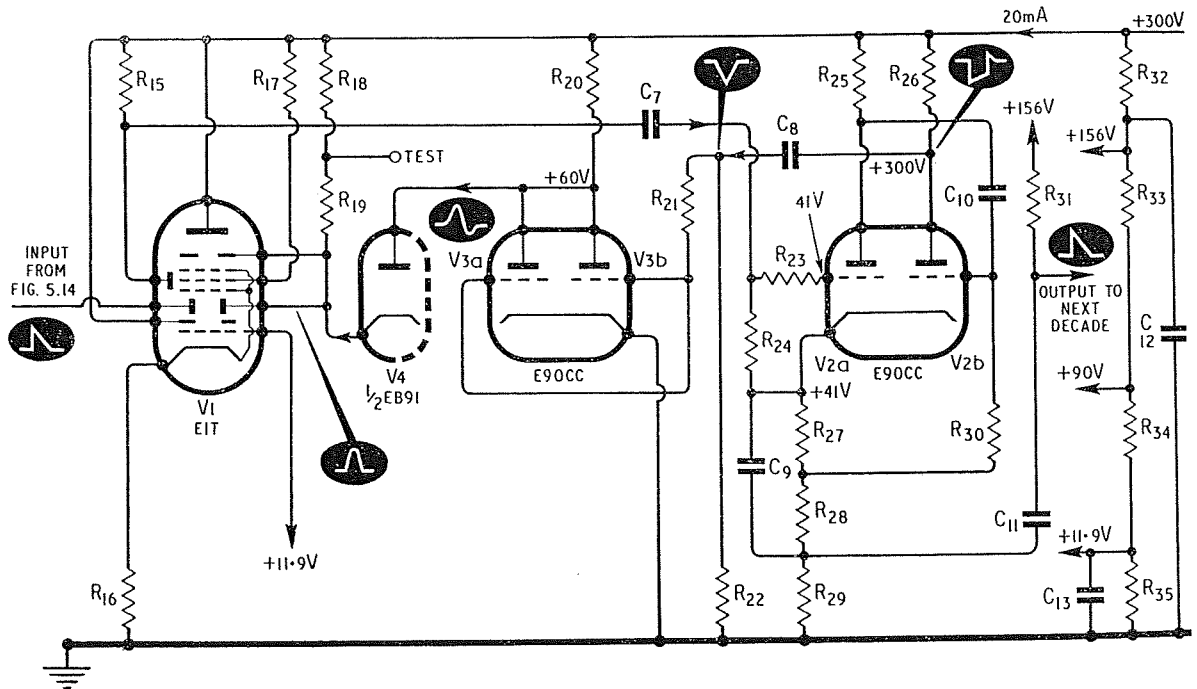 20mA
+300V
R15
R17
R18
R20
R25
R26
R32
C7
+156V
+156V
C8
TEST
+300V
+60V
R21
C10
R31
R33
R19
41V
INPUT
FROM
FIG. 5.14
V3a
V3b
R23
OUTPUT TO
NEXT
DECADE
C12
R24
V4
½EB91
E90CC
V2a
E90CC
V2b
+41V
+90V
V1
E1T
R27
R30
R34
C9
R28
C11
+11·9V
+11·9V
R16
R22
R29
C13
R35